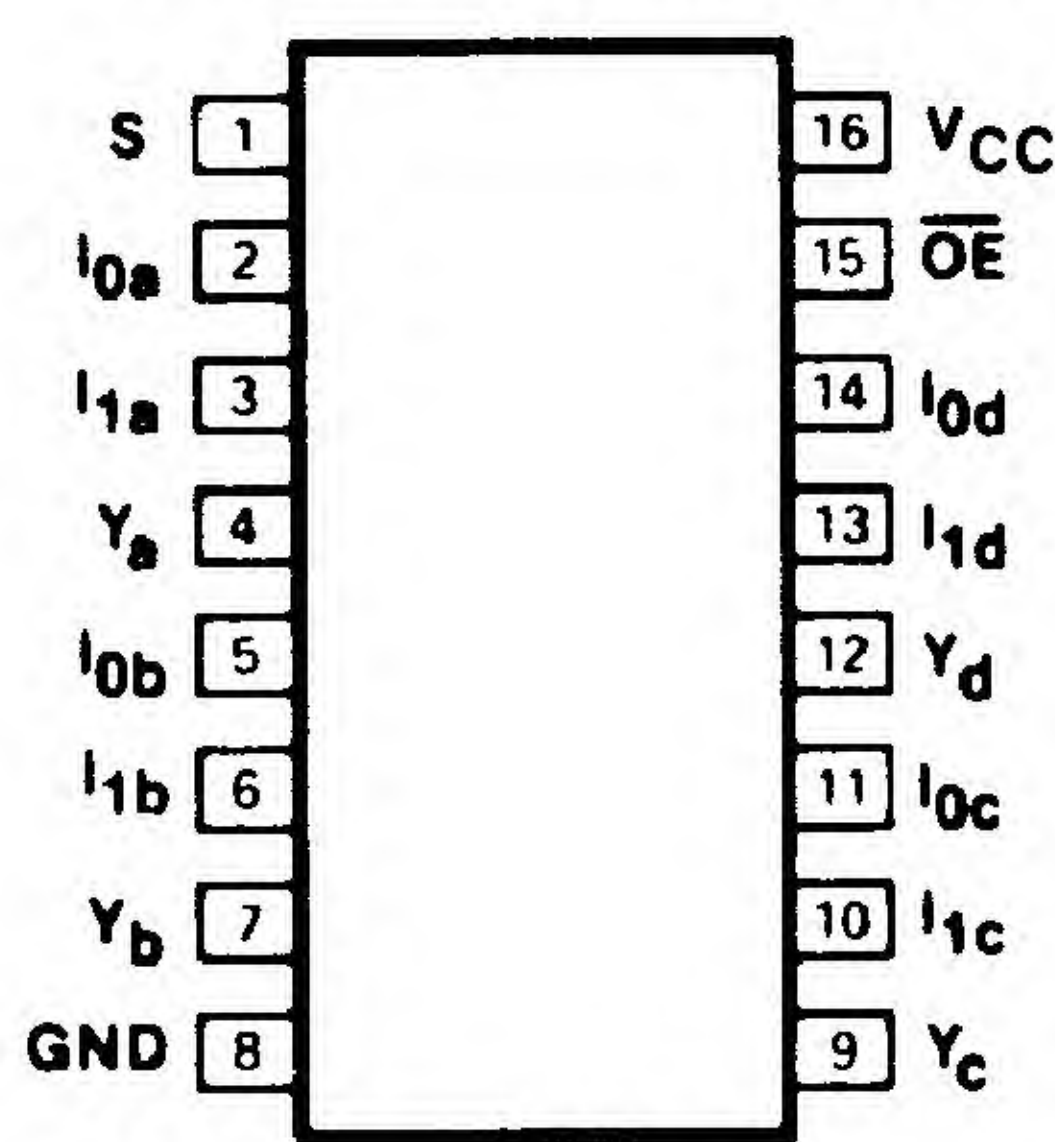 S 1 16 VCC
I0a 2 15 O̅E̅
I1a 3 14 I0d
Ya 4 13 I1d
I0b 5 12 Yd
I1b 6 11 I0c
Yb 7 10 I1c
GND 8 9 Yc